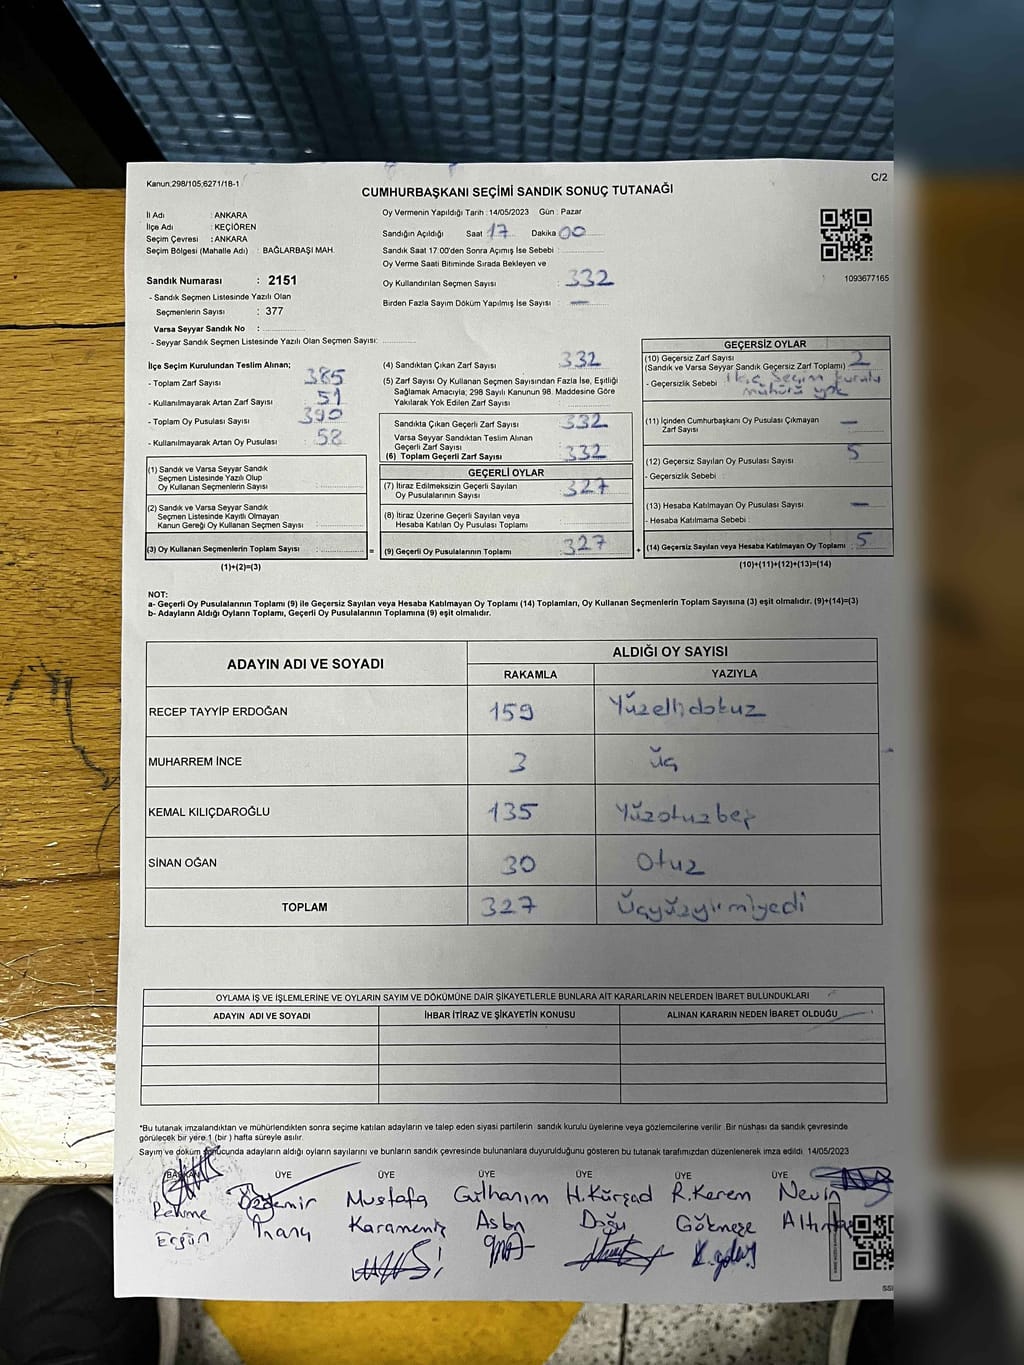 Kanun;298/105,6271/18-1
C/2
CUMHURBAŞKANI SEÇİMİ SANDIK SONUÇ TUTANAĞI
İl Adı : ANKARA
İlçe Adı : KEÇİÖREN
Seçim Çevresi : ANKARA
Seçim Bölgesi (Mahalle Adı) : BAĞLARBAŞI MAH.
Sandık Numarası : 2151
- Sandık Seçmen Listesinde Yazılı Olan
Seçmenlerin Sayısı : 377
Varsa Seyyar Sandık No :
- Seyyar Sandık Seçmen Listesinde Yazılı Olan Seçmen Sayısı:
Oy Vermenin Yapıldığı Tarih : 14/05/2023 Gün : Pazar
Sandığın Açıldığı Saat 17 Dakika 00
Sandık Saat 17.00'den Sonra Açımış İse Sebebi :
Oy Verme Saati Bitiminde Sırada Bekleyen ve
Oy Kullandırılan Seçmen Sayısı : 332
Birden Fazla Sayım Döküm Yapılmış İse Sayısı : —
1093677165
İlçe Seçim Kurulundan Teslim Alınan;
- Toplam Zarf Sayısı : 385
- Kullanılmayarak Artan Zarf Sayısı : 51
- Toplam Oy Pusulası Sayısı : 390
- Kullanılmayarak Artan Oy Pusulası : 58
(1) Sandık ve Varsa Seyyar Sandık
Seçmen Listesinde Yazılı Olup
Oy Kullanan Seçmenlerin Sayısı :
(2) Sandık ve Varsa Seyyar Sandık
Seçmen Listesinde Kayıtlı Olmayan
Kanun Gereği Oy Kullanan Seçmen Sayısı :
(3) Oy Kullanan Seçmenlerin Toplam Sayısı :
(1)+(2)=(3)
(4) Sandıktan Çıkan Zarf Sayısı : 332
(5) Zarf Sayısı Oy Kullanan Seçmen Sayısından Fazla İse, Eşitliği
Sağlamak Amacıyla; 298 Sayılı Kanunun 98. Maddesine Göre
Yakılarak Yok Edilen Zarf Sayısı :
Sandıkta Çıkan Geçerli Zarf Sayısı : 332
Varsa Seyyar Sandıktan Teslim Alınan
Geçerli Zarf Sayısı
(6) Toplam Geçerli Zarf Sayısı : 332
GEÇERLİ OYLAR
(7) İtiraz Edilmeksizin Geçerli Sayılan
Oy Pusulalarının Sayısı : 327
(8) İtiraz Üzerine Geçerli Sayılan veya
Hesaba Katılan Oy Pusulası Toplamı :
= (9) Geçerli Oy Pusulalarının Toplamı : 327 +
GEÇERSİZ OYLAR
(10) Geçersiz Zarf Sayısı
(Sandık ve Varsa Seyyar Sandık Geçersiz Zarf Toplamı) : 2
- Geçersizlik Sebebi : ilçe seçim kurulu
mührü yok
(11) İçinden Cumhurbaşkanı Oy Pusulası Çıkmayan
Zarf Sayısı : —
(12) Geçersiz Sayılan Oy Pusulası Sayısı : 5
- Geçersizlik Sebebi :
(13) Hesaba Katılmayan Oy Pusulası Sayısı : —
- Hesaba Katılmama Sebebi :
(14) Geçersiz Sayılan veya Hesaba Katılmayan Oy Toplamı : 5
(10)+(11)+(12)+(13)=(14)
NOT:
a- Geçerli Oy Pusulalarının Toplamı (9) ile Geçersiz Sayılan veya Hesaba Katılmayan Oy Toplamı (14) Toplamları, Oy Kullanan Seçmenlerin Toplam Sayısına (3) eşit olmalıdır. (9)+(14)=(3)
b- Adayların Aldığı Oyların Toplamı, Geçerli Oy Pusulalarının Toplamına (9) eşit olmalıdır.
ADAYIN ADI VE SOYADI
ALDIĞI OY SAYISI
RAKAMLA YAZIYLA
RECEP TAYYİP ERDOĞAN 159 Yüzellidokuz
MUHARREM İNCE 3 Üç
KEMAL KILIÇDAROĞLU 135 Yüzotuzbeş
SİNAN OĞAN 30 Otuz
TOPLAM 327 Üçyüzyirmiyedi
OYLAMA İŞ VE İŞLEMLERİNE VE OYLARIN SAYIM VE DÖKÜMÜNE DAİR ŞİKAYETLERLE BUNLARA AİT KARARLARIN NELERDEN İBARET BULUNDUKLARI
ADAYIN ADI VE SOYADI İHBAR İTİRAZ VE ŞİKAYETİN KONUSU ALINAN KARARIN NEDEN İBARET OLDUĞU
*Bu tutanak imzalandıktan ve mühürlendikten sonra seçime katılan adayların ve talep eden siyasi partilerin sandık kurulu üyelerine veya gözlemcilerine verilir. Bir nüshası da sandık çevresinde
görülecek bir yere 1 (bir ) hafta süreyle asılır.
Sayım ve döküm sonucunda adayların aldığı oyların sayılarını ve bunların sandık çevresinde bulunanlara duyurulduğunu gösteren bu tutanak tarafımızdan düzenlenerek imza edildi. 14/05/2023
BAŞKAN ÜYE ÜYE ÜYE ÜYE ÜYE ÜYE
Rahime Özdemir Mustafa Gülhanım H.Kürşad R.Kerem Nevin
Ergün İnanç Doğu Gökmeşe